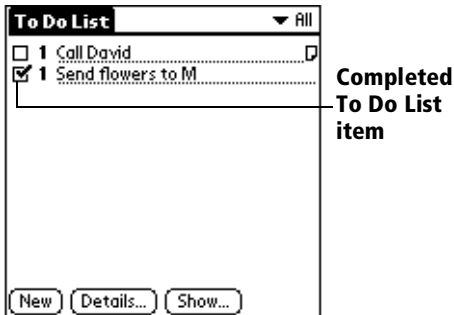 To Do List
All
1 Call David
1 Send flowers to M
Completed
To Do List
item
New Details... Show...